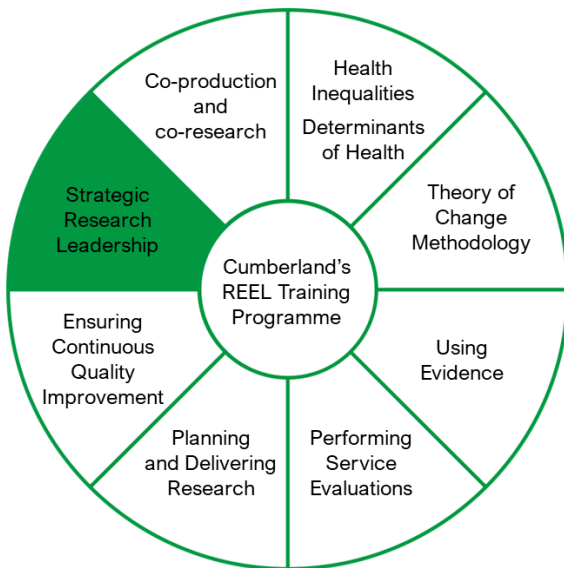 Co-production
and
co-research
Health
Inequalities
Determinants
of Health
Theory of
Change
Methodology
Using
Evidence
Performing
Service
Evaluations
Planning
and Delivering
Research
Ensuring
Continuous
Quality
Improvement
Strategic
Research
Leadership
Cumberland’s
REEL Training
Programme